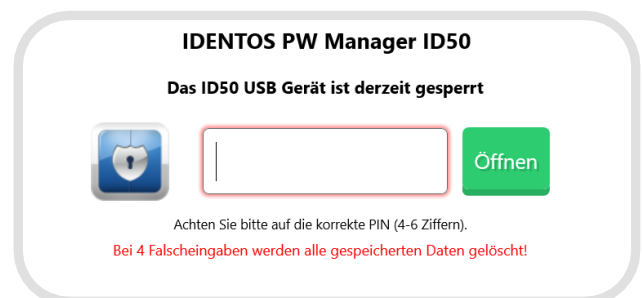 IDENTOS PW Manager ID50
Das ID50 USB Gerät ist derzeit gesperrt
Öffnen
Achten Sie bitte auf die korrekte PIN (4-6 Ziffern).
Bei 4 Falscheingaben werden alle gespeicherten Daten gelöscht!